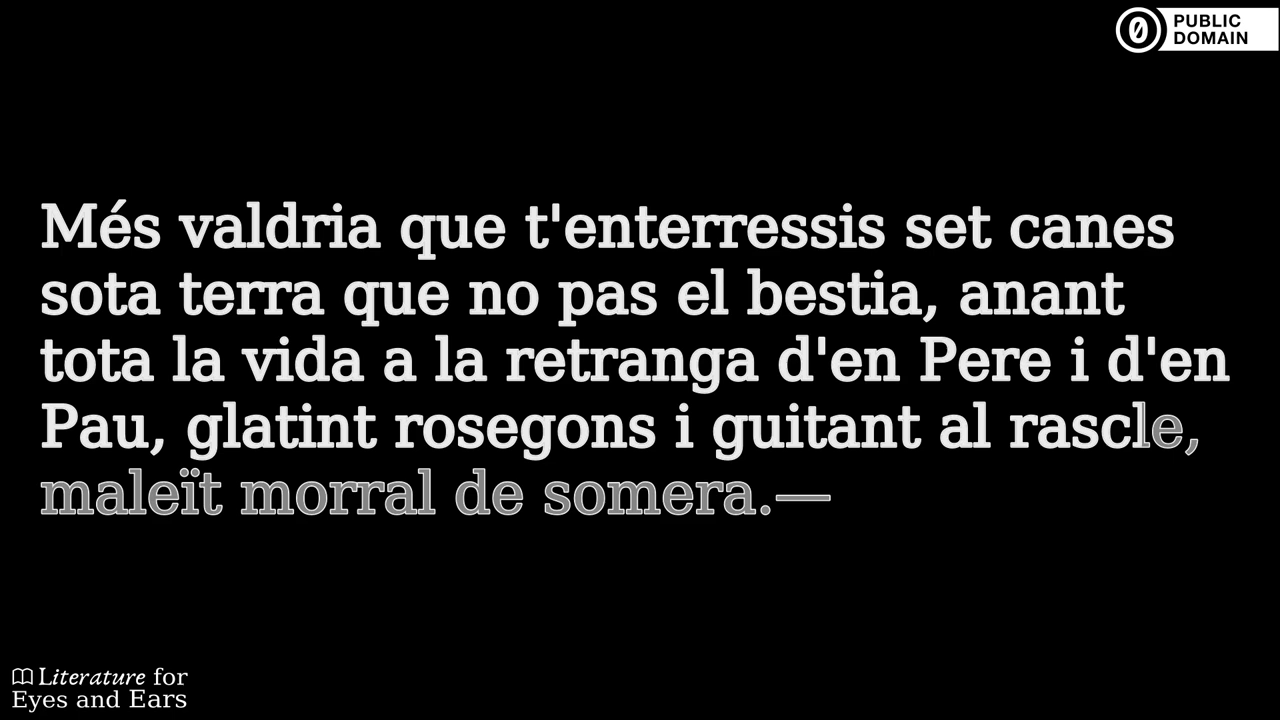 PUBLIC
DOMAIN
Més valdria que t'enterressis set canes
sota terra que no pas el bestia, anant
tota la vida a la retranga d'en Pere i d'en
Pau, glatint rosegons i guitant al rascle,
maleït morral de somera.—
Literature for
Eyes and Ears